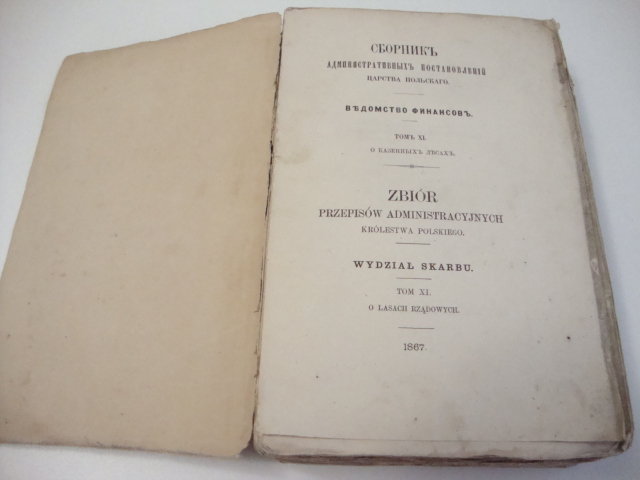 СБОРНИКЪ
АДМИНИСТРАТИВНЫХЪ ПОСТАНОВЛЕНІЙ
ЦАРСТВА ПОЛЬСКАГО.
ВѢДОМСТВО ФИНАНСОВЪ.
ТОМЪ XI.
О КАЗЕННЫХЪ ЛѢСАХЪ.
ZBIÓR
PRZEPISÓW ADMINISTRACYJNYCH
KRÓLESTWA POLSKIEGO.
WYDZIAŁ SKARBU.
TOM XI.
O LASACH RZĄDOWYCH.
1867.